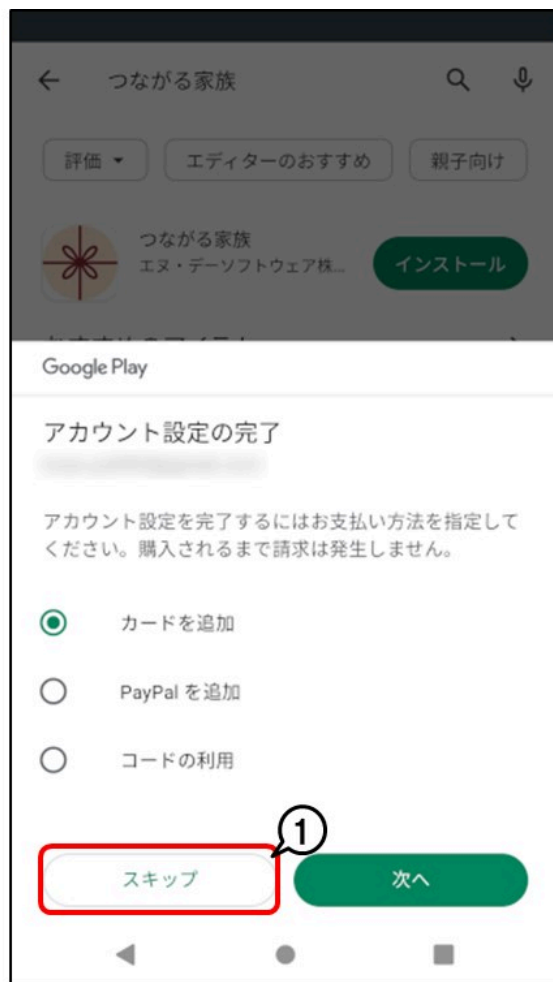 つながる家族
評価
エディターのおすすめ
親子向け
つながる家族
エヌ・デーソフトウェア株...
インストール
Google Play
アカウント設定の完了
アカウント設定を完了するにはお支払い方法を指定して
ください。購入されるまで請求は発生しません。
カードを追加
PayPal を追加
コードの利用
1
スキップ
次へ